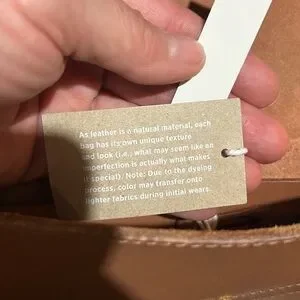 As leather is a natural material, each
bag has its own unique texture
and look (i.e., what may seem like an
imperfection is actually what makes
it special). Note: Due to the dyeing
process, color may transfer onto
lighter fabrics during initial wear.